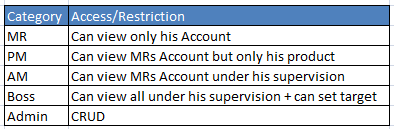 Category Access/Restriction
MR Can view only his Account
PM Can view MRs Account but only his product
AM Can view MRs Account under his supervision
Boss Can view all under his supervision + can set target
Admin CRUD